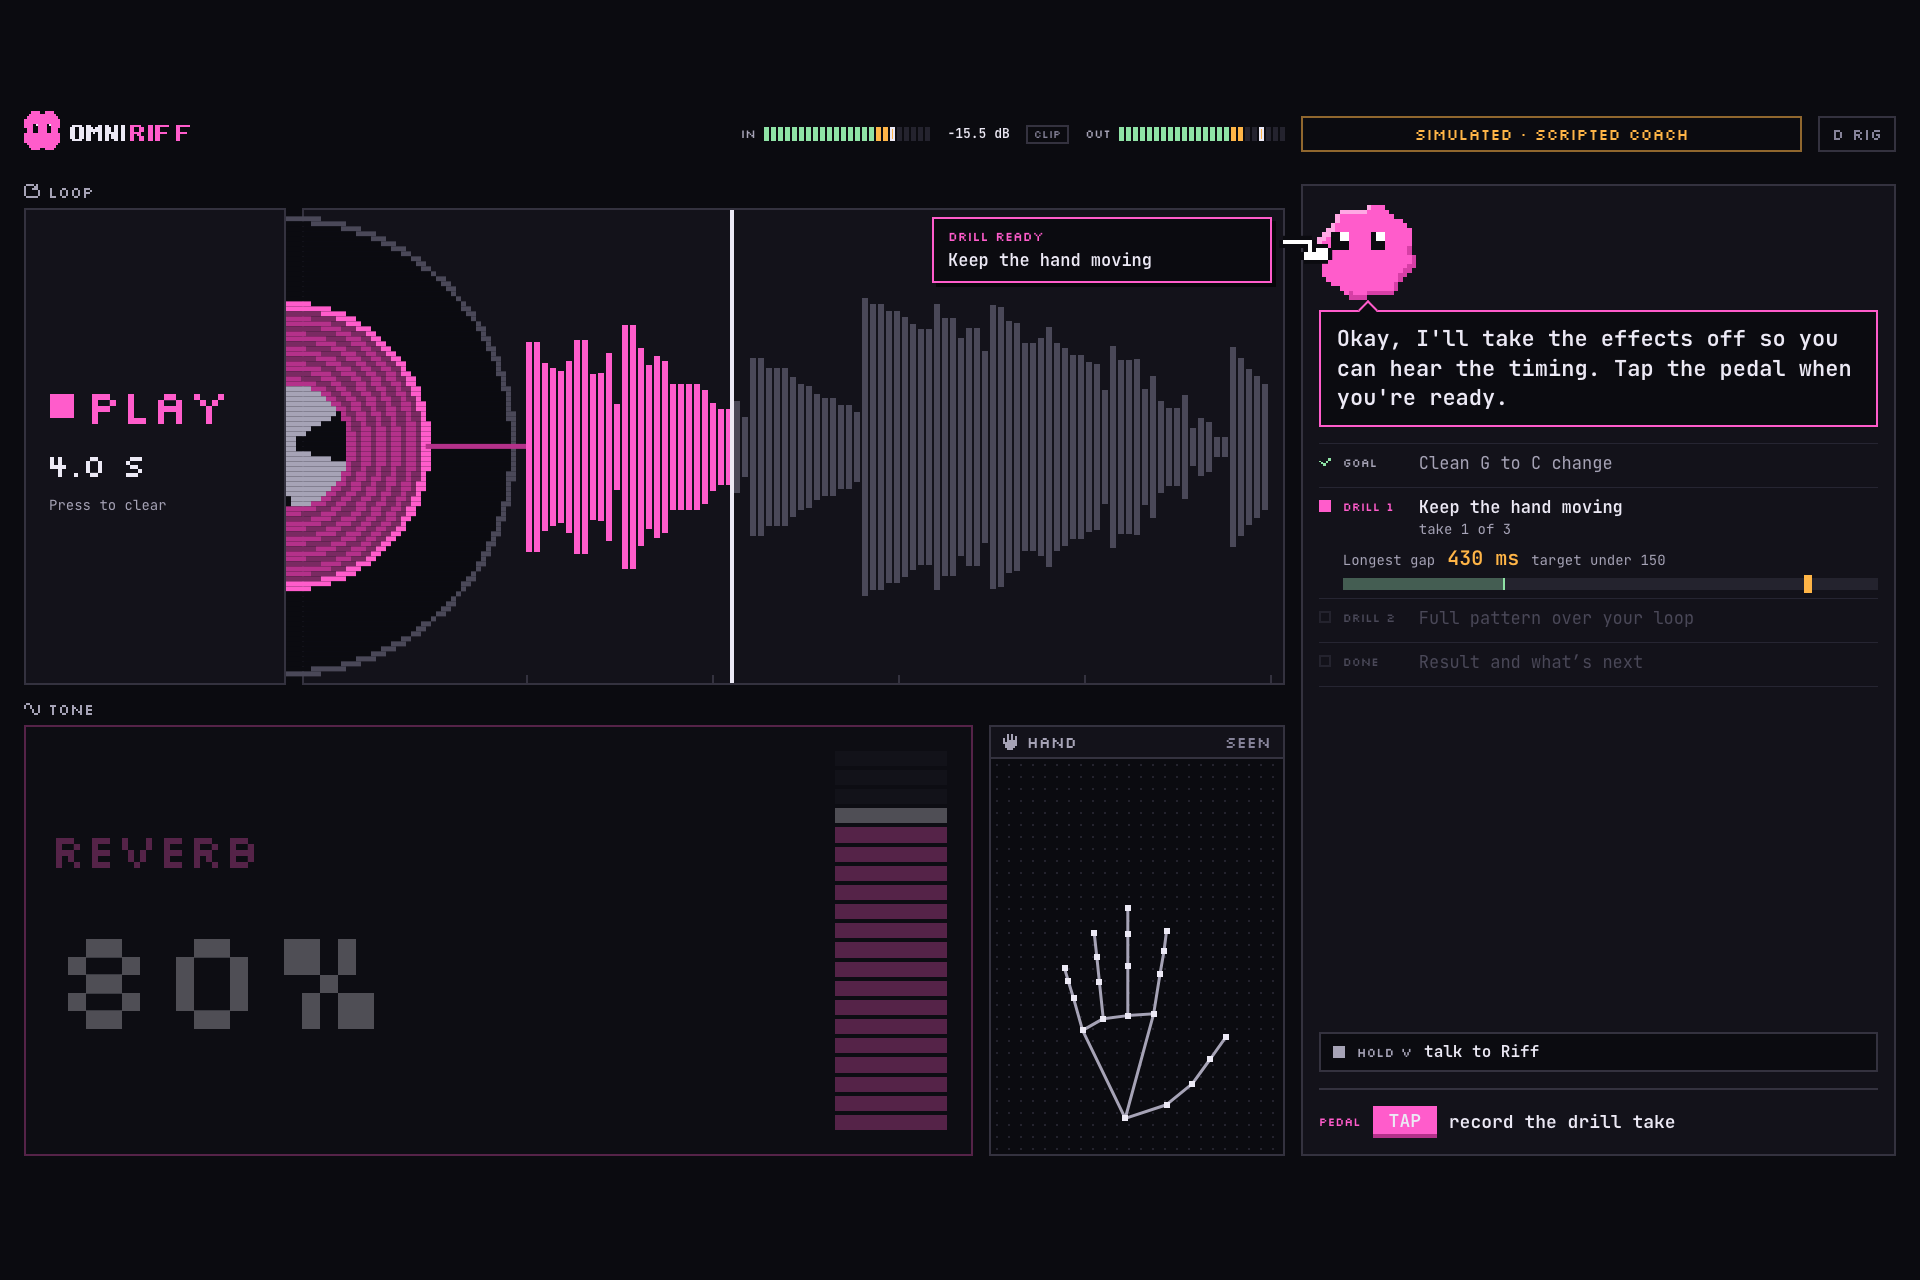 OMNIRIFF
IN -15.5 dB CLIP OUT
SIMULATED · SCRIPTED COACH
D RIG
LOOP
PLAY
4.0 S
Press to clear
DRILL READY
Keep the hand moving
Okay, I'll take the effects off so you
can hear the timing. Tap the pedal when
you're ready.
GOAL Clean G to C change
DRILL 1 Keep the hand moving
take 1 of 3
Longest gap 430 ms target under 150
DRILL 2 Full pattern over your loop
DONE Result and what’s next
TONE
REVERB
80%
HAND SEEN
HOLD V talk to Riff
PEDAL TAP record the drill take